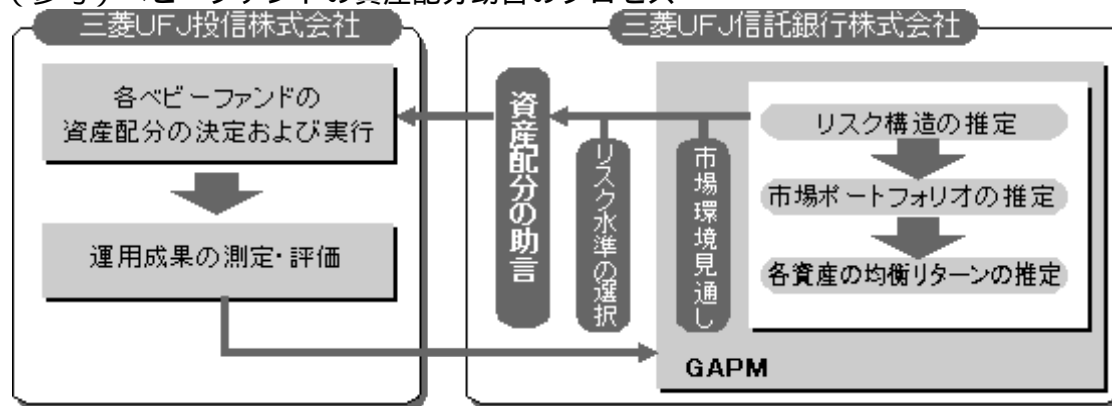 (参考)ベビーファンドの資産配分助言のプロセス
三菱UFJ投信株式会社
各ベビーファンドの
資産配分の決定および実行
運用成果の測定・評価
三菱UFJ信託銀行株式会社
資産配分の助言
リスク水準の選択
市場環境見通し
リスク構造の推定
市場ポートフォリオの推定
各資産の均衡リターンの推定
GAPM